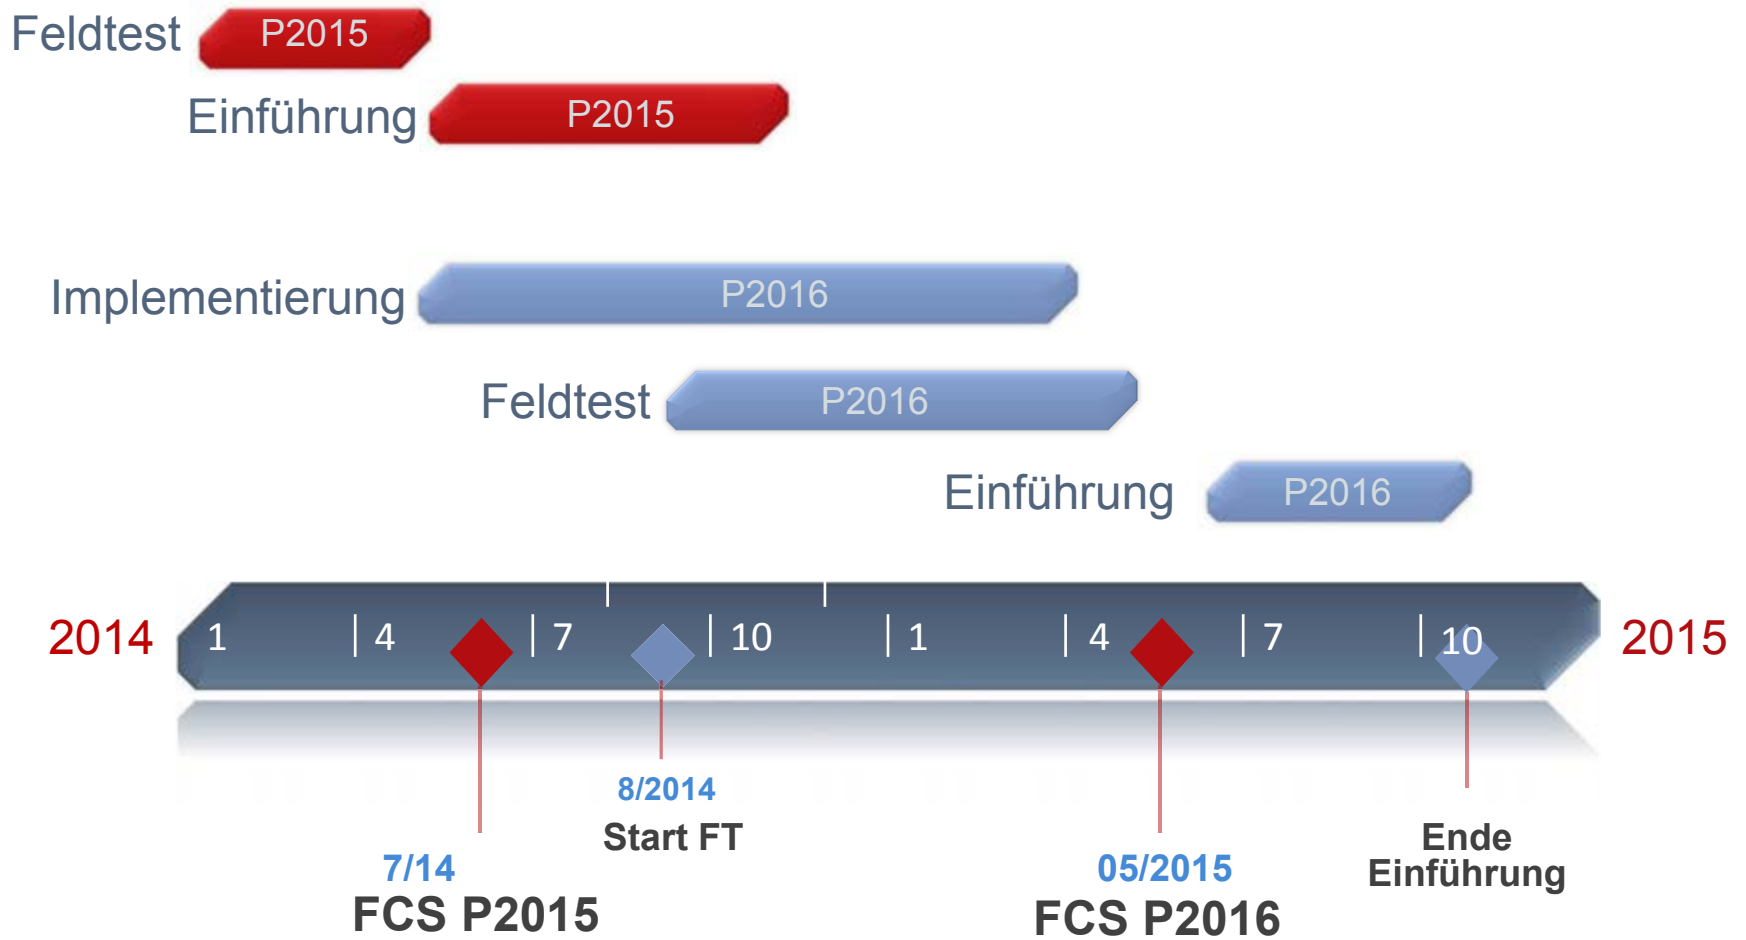 Feldtest P2015
Einführung P2015
Implementierung P2016
Feldtest P2016
Einführung P2016
2014 1 4 7 10 1 4 7 10 2015
8/2014
Start FT
7/14
FCS P2015
05/2015
FCS P2016
Ende
Einführung